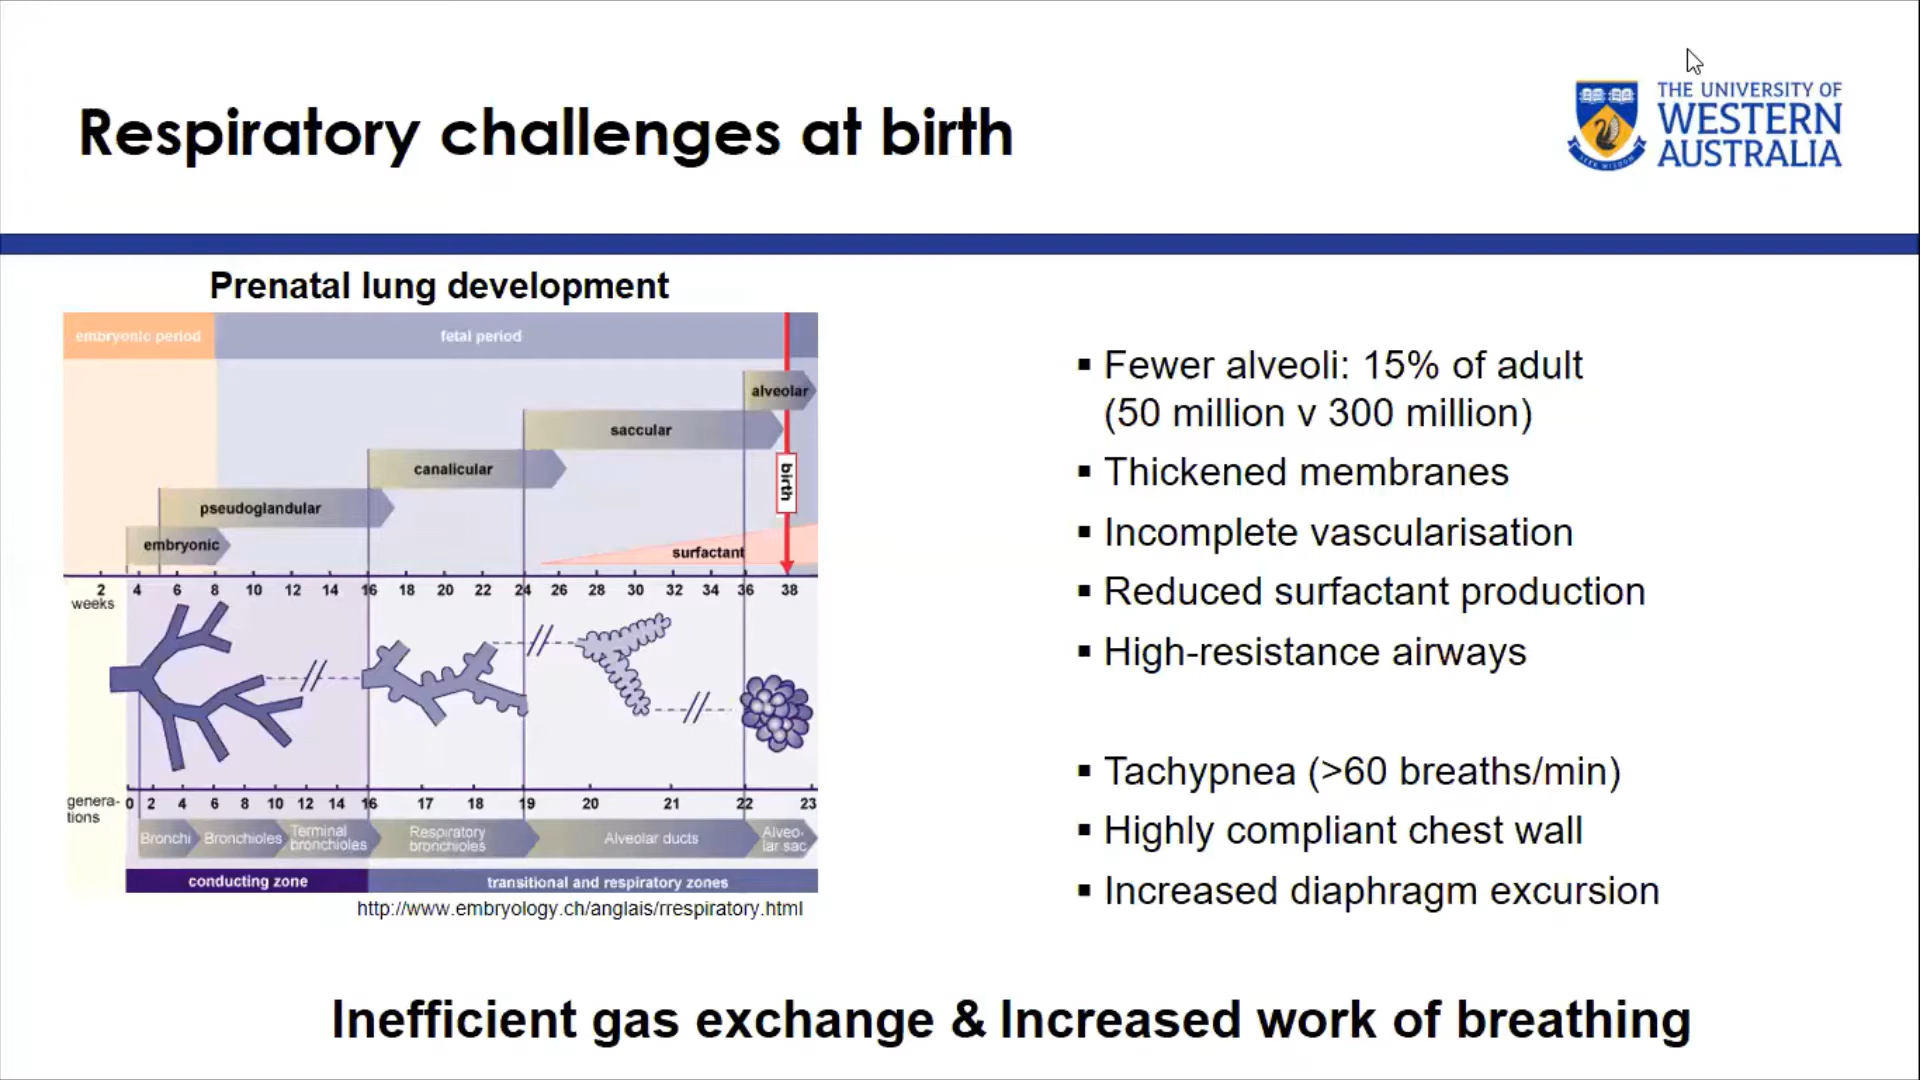 Respiratory challenges at birth
THE UNIVERSITY OF
WESTERN
AUSTRALIA
SEEK WISDOM
Prenatal lung development
embryonic period
fetal period
alveolar
saccular
canalicular
pseudoglandular
embryonic
surfactant
birth
2 4 6 8 10 12 14 16 18 20 22 24 26 28 30 32 34 36 38
weeks
genera-
tions
0 2 4 6 8 10 12 14 16 17 18 19 20 21 22 23
Bronchi
Bronchioles
Terminal
bronchioles
Respiratory
bronchioles
Alveolar ducts
Alveo-
lar sac
conducting zone
transitional and respiratory zones
http://www.embryology.ch/anglais/rrespiratory.html
▪ Fewer alveoli: 15% of adult
(50 million v 300 million)
▪ Thickened membranes
▪ Incomplete vascularisation
▪ Reduced surfactant production
▪ High-resistance airways
▪ Tachypnea (>60 breaths/min)
▪ Highly compliant chest wall
▪ Increased diaphragm excursion
Inefficient gas exchange & Increased work of breathing